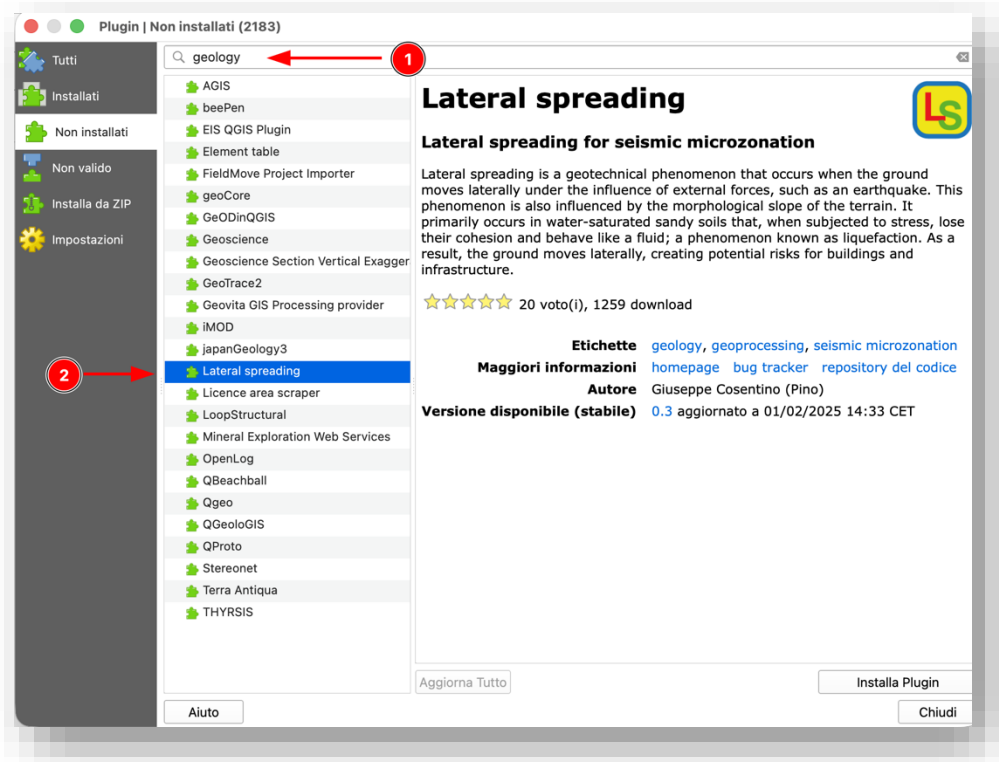 Plugin | Non installati (2183)
Tutti
Installati
Non installati
Non valido
Installa da ZIP
Impostazioni
geology
1
2
AGIS
beePen
EIS QGIS Plugin
Element table
FieldMove Project Importer
geoCore
GeODinQGIS
Geoscience
Geoscience Section Vertical Exagger
GeoTrace2
Geovita GIS Processing provider
iMOD
japanGeology3
Lateral spreading
Licence area scraper
LoopStructural
Mineral Exploration Web Services
OpenLog
QBeachball
Qgeo
QGeoloGIS
QProto
Stereonet
Terra Antiqua
THYRSIS
Lateral spreading
LS
Lateral spreading for seismic microzonation
Lateral spreading is a geotechnical phenomenon that occurs when the ground
moves laterally under the influence of external forces, such as an earthquake. This
phenomenon is also influenced by the morphological slope of the terrain. It
primarily occurs in water-saturated sandy soils that, when subjected to stress, lose
their cohesion and behave like a fluid; a phenomenon known as liquefaction. As a
result, the ground moves laterally, creating potential risks for buildings and
infrastructure.
20 voto(i), 1259 download
Etichette geology, geoprocessing, seismic microzonation
Maggiori informazioni homepage bug tracker repository del codice
Autore Giuseppe Cosentino (Pino)
Versione disponibile (stabile) 0.3 aggiornato a 01/02/2025 14:33 CET
Aggiorna Tutto
Installa Plugin
Aiuto
Chiudi